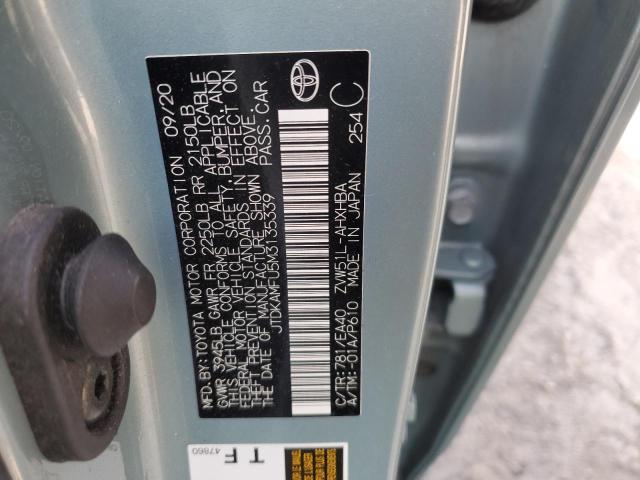 MFD. BY: TOYOTA MOTOR CORPORATION 09/20
GVWR 3945LB GAWR FR 2250LB RR 2150LB
THIS VEHICLE CONFORMS TO ALL APPLICABLE
FEDERAL MOTOR VEHICLE SAFETY, BUMPER, AND
THEFT PREVENTION STANDARDS IN EFFECT ON
THE DATE OF MANUFACTURE SHOWN ABOVE.
JTDKAMFU5M3135339 PASS. CAR
C/TR: 781/EA40 ZVW51L-AHXHBA
A/TM: -01A/P610 MADE IN JAPAN 254 C
T F
47860